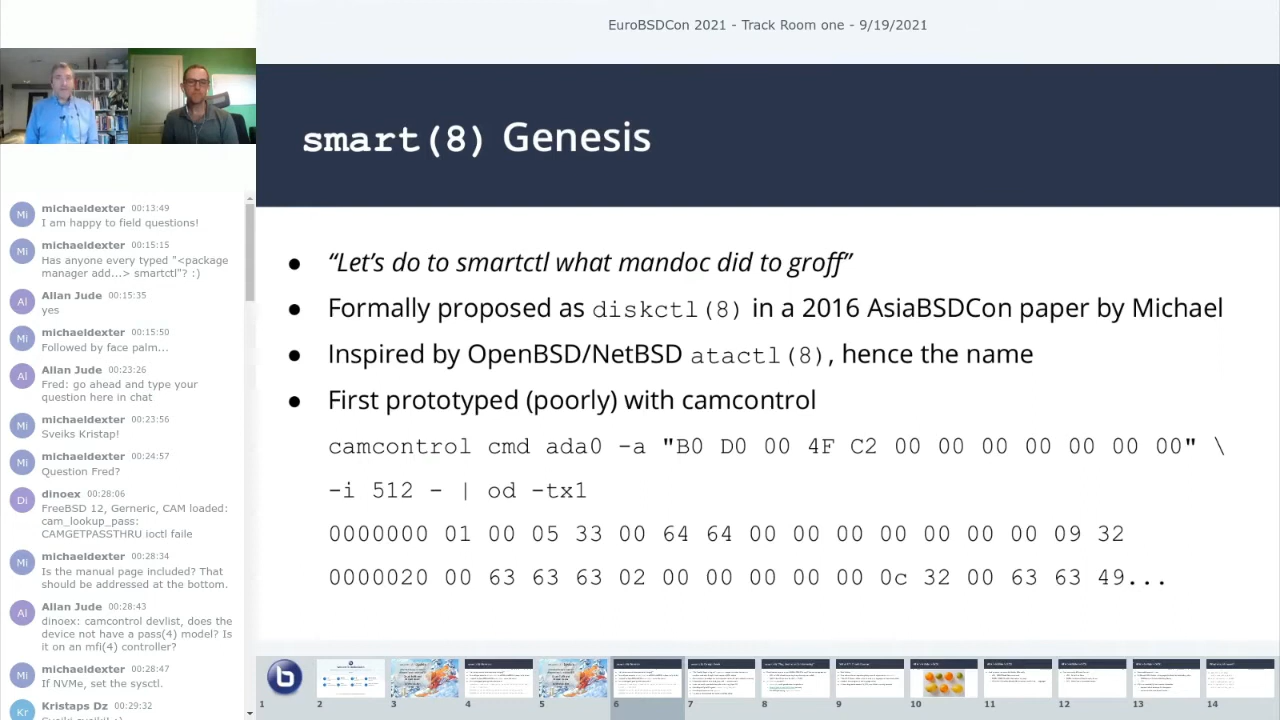 EuroBSDCon 2021 - Track Room one - 9/19/2021
smart(8) Genesis
● “Let’s do to smartctl what mandoc did to groff”
● Formally proposed as diskctl(8) in a 2016 AsiaBSDCon paper by Michael
● Inspired by OpenBSD/NetBSD atactl(8), hence the name
● First prototyped (poorly) with camcontrol
camcontrol cmd ada0 -a "B0 D0 00 4F C2 00 00 00 00 00 00 00" \
-i 512 - | od -tx1
0000000 01 00 05 33 00 64 64 00 00 00 00 00 00 00 09 32
0000020 00 63 63 63 02 00 00 00 00 00 0c 32 00 63 63 49...
Mi michaeldexter 00:13:49
I am happy to field questions!
Mi michaeldexter 00:15:15
Has anyone every typed "<package
manager add...> smartctl"? :)
Al Allan Jude 00:15:35
yes
Mi michaeldexter 00:15:50
Followed by face palm...
Al Allan Jude 00:23:26
Fred: go ahead and type your
question here in chat
Mi michaeldexter 00:23:56
Sveiks Kristap!
Mi michaeldexter 00:24:57
Question Fred?
Di dinoex 00:28:06
FreeBSD 12, Gerneric, CAM loaded:
cam_lookup_pass:
CAMGETPASSTHRU ioctl faile
Mi michaeldexter 00:28:34
Is the manual page included? That
should be addressed at the bottom.
Al Allan Jude 00:28:43
dinoex: camcontrol devlist, does the
device not have a pass(4) model? Is
it on an mfi(4) controller?
Mi michaeldexter 00:28:47
If NVMe, set the sysctl.
Kr Kristaps Dz 00:29:32
b
1 2 3 4 5 6 7 8 9 10 11 12 13 14